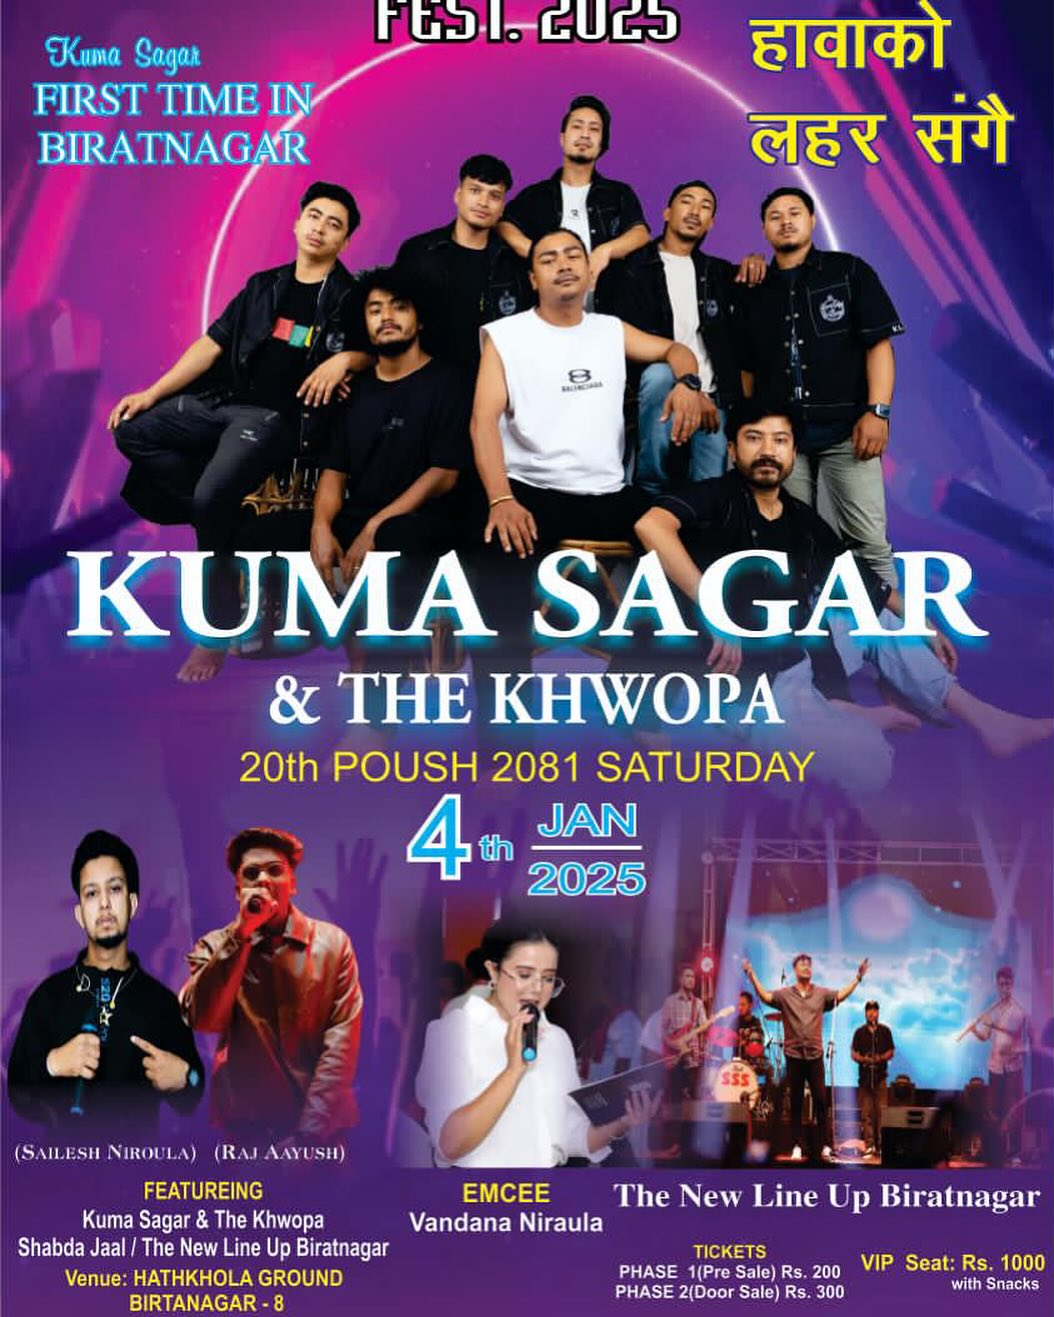 FEST. 2025
Kuma Sagar
FIRST TIME IN
BIRATNAGAR
हावाको
लहर संगै
BALENCIAGA
KUMA SAGAR
& THE KHWOPA
20th POUSH 2081 SATURDAY
4th JAN
2025
SSS
(SAILESH NIROULA) (RAJ AAYUSH)
FEATUREING
Kuma Sagar & The Khwopa
Shabda Jaal / The New Line Up Biratnagar
Venue: HATHKHOLA GROUND
BIRTANAGAR - 8
EMCEE
Vandana Niraula
The New Line Up Biratnagar
TICKETS
PHASE 1(Pre Sale) Rs. 200
PHASE 2(Door Sale) Rs. 300
VIP Seat: Rs. 1000
with Snacks